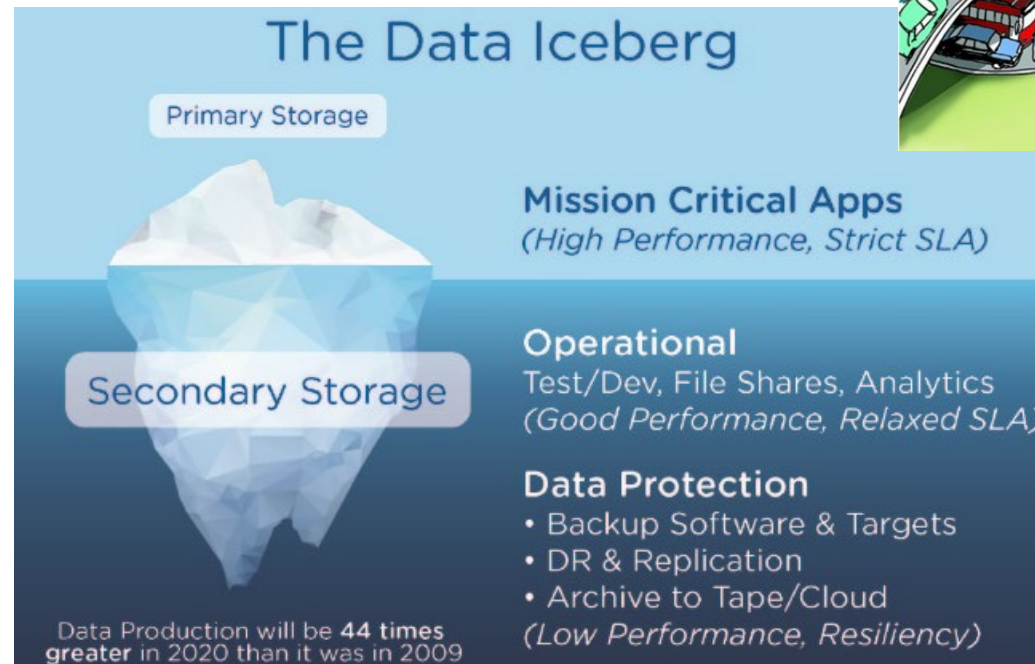 The Data Iceberg
Primary Storage
Mission Critical Apps
(High Performance, Strict SLA)
Secondary Storage
Operational
Test/Dev, File Shares, Analytics
(Good Performance, Relaxed SLA)
Data Protection
• Backup Software & Targets
• DR & Replication
• Archive to Tape/Cloud
(Low Performance, Resiliency)
Data Production will be 44 times
greater in 2020 than it was in 2009